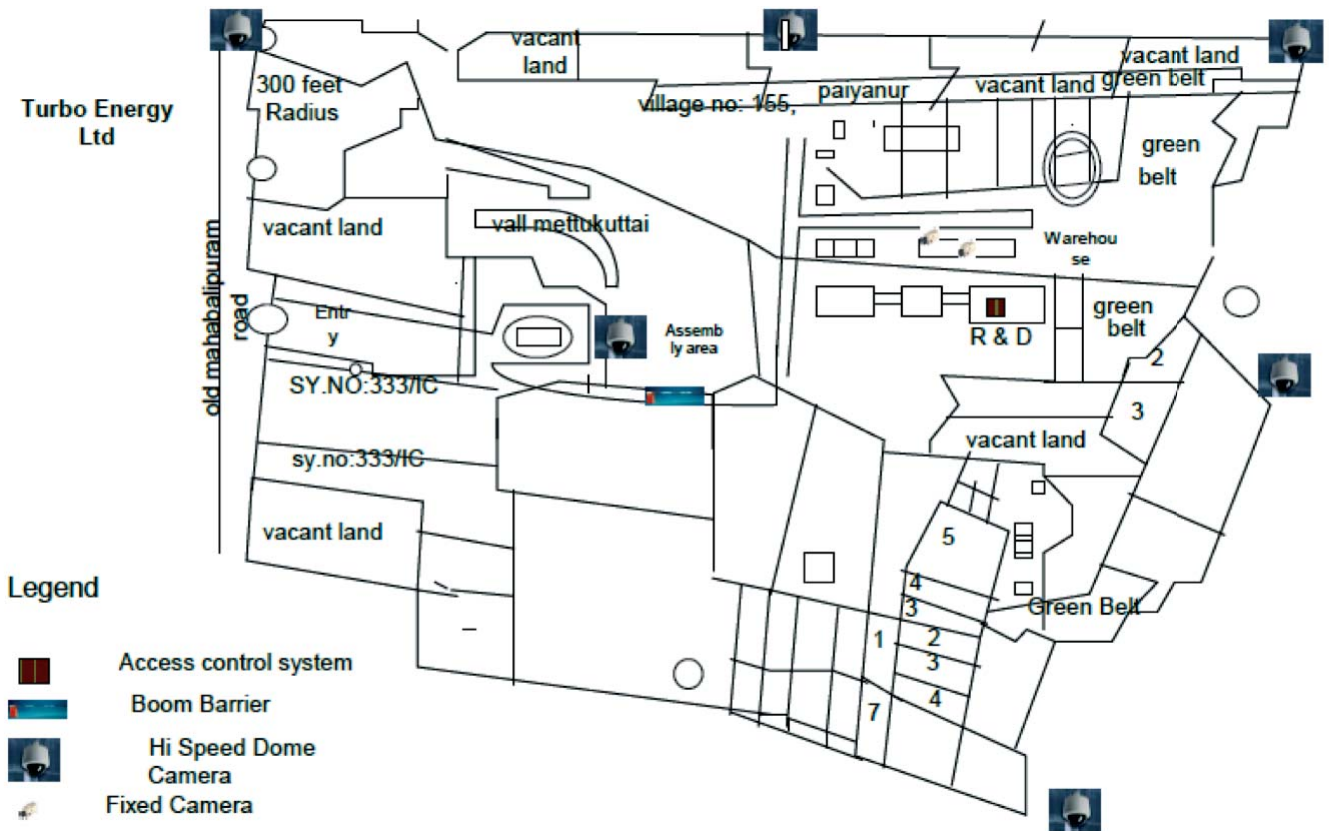 vacant
land
vacant land
300 feet
Radius
paiyanur
vacant land
green belt
Turbo Energy
Ltd
village no: 155,
green
belt
vacant land
vall mettukuttai
Warehou
se
old mahabalipuram
road
Entr
y
Assemb
ly area
green
belt
R & D
2
SY.NO:333/IC
3
vacant land
sy.no:333/IC
vacant land
5
Legend
4
3
Green Belt
1
2
3
4
7
Access control system
Boom Barrier
Hi Speed Dome
Camera
Fixed Camera